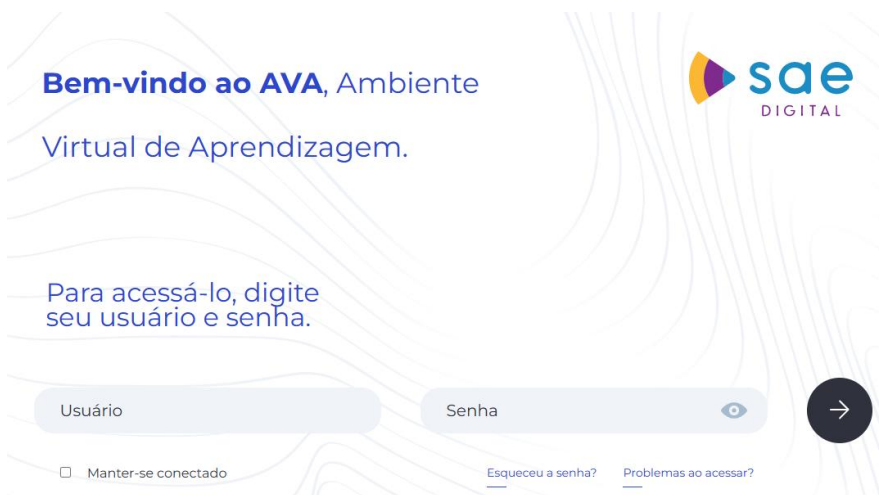 Bem-vindo ao AVA, Ambiente
Virtual de Aprendizagem.
sae
DIGITAL
Para acessá-lo, digite
seu usuário e senha.
Usuário
Senha
Manter-se conectado
Esqueceu a senha?
Problemas ao acessar?